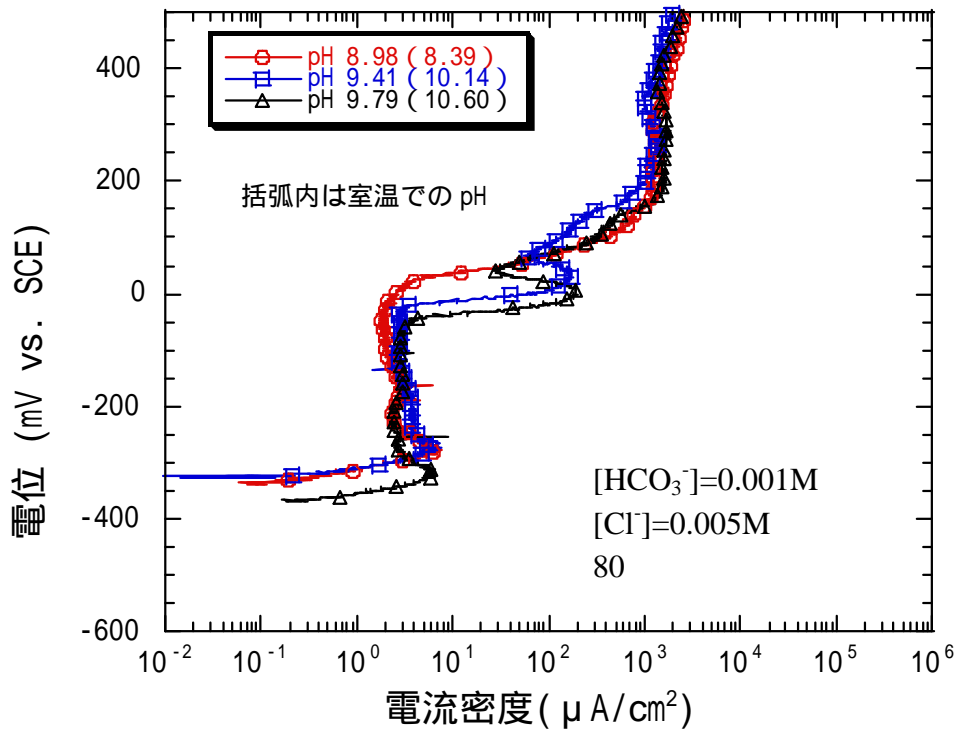 pH 8.98 ( 8.39 )
pH 9.41 ( 10.14 )
pH 9.79 ( 10.60 )
括弧内は室温での pH
[HCO₃⁻]=0.001M
[Cl⁻]=0.005M
80
電位 (mV vs. SCE)
400
200
0
-200
-400
-600
10⁻² 10⁻¹ 10⁰ 10¹ 10² 10³ 10⁴ 10⁵ 10⁶
電流密度( μ A/cm²)